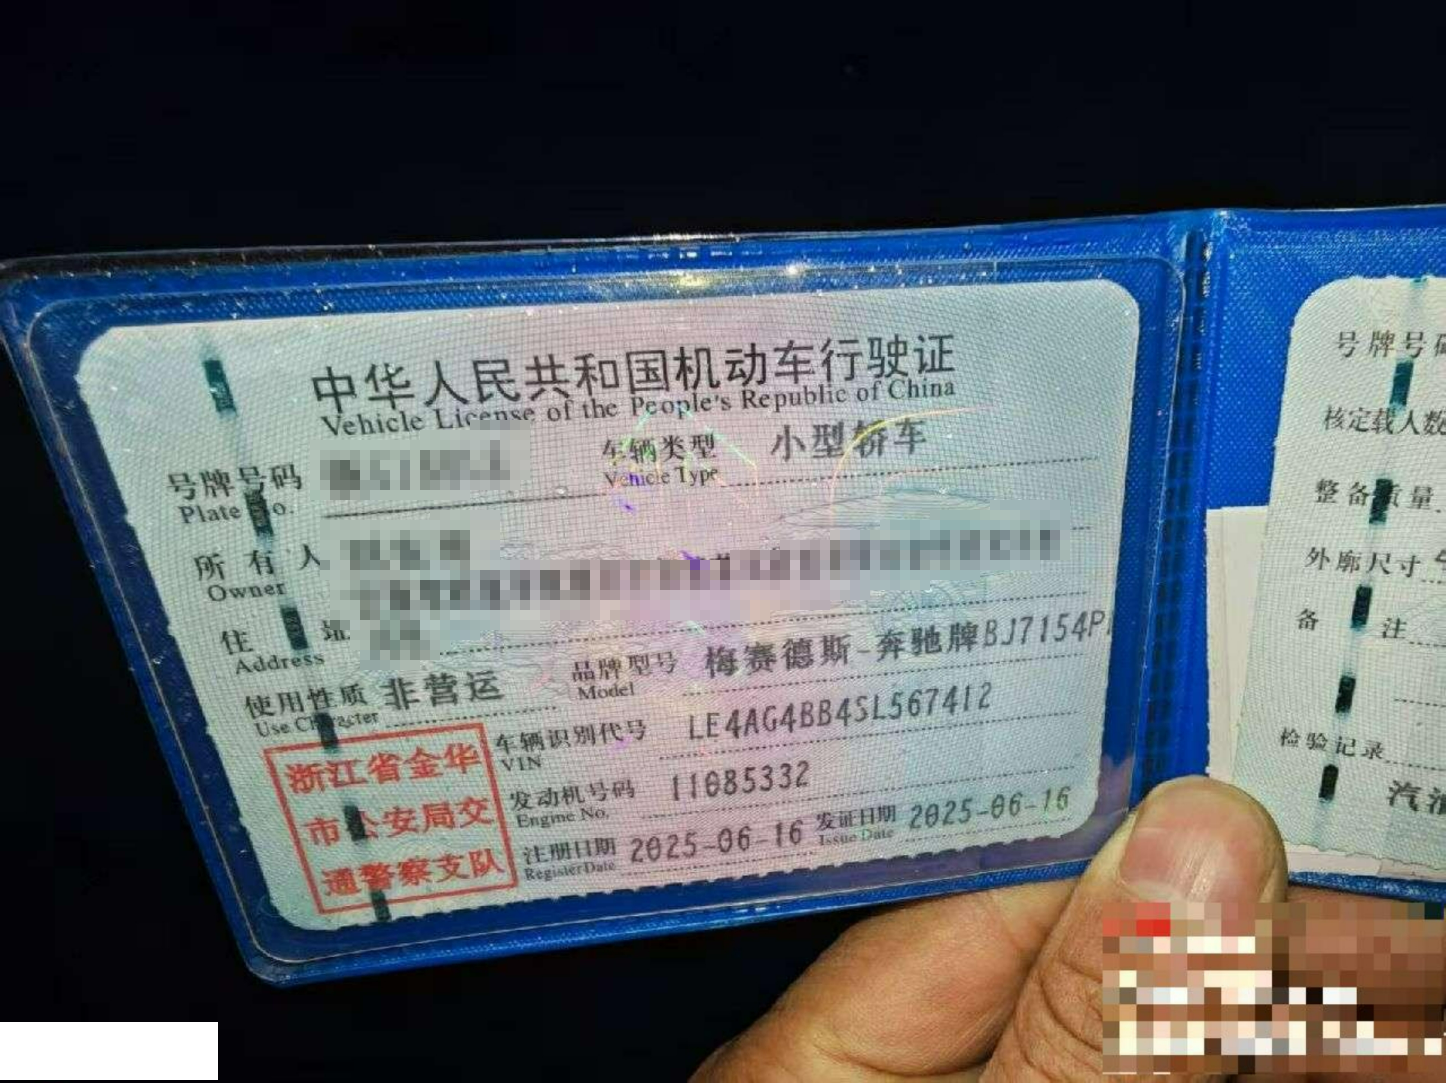 中华人民共和国机动车行驶证
Vehicle License of the People's Republic of China
号牌号码
Plate No.
车辆类型 小型轿车
Vehicle Type
所有人
Owner
住址
Address
使用性质 非营运
Use Character
品牌型号 梅赛德斯-奔驰牌BJ7154P
Model
车辆识别代号 LE4AG4BB4SL567412
VIN
发动机号码 11085332
Engine No.
注册日期 2025-06-16
Register Date
发证日期 2025-06-16
Issue Date
浙江省金华
市公安局交
通警察支队
号牌号码
核定载人数
整备质量
外廓尺寸
备注
检验记录
汽油